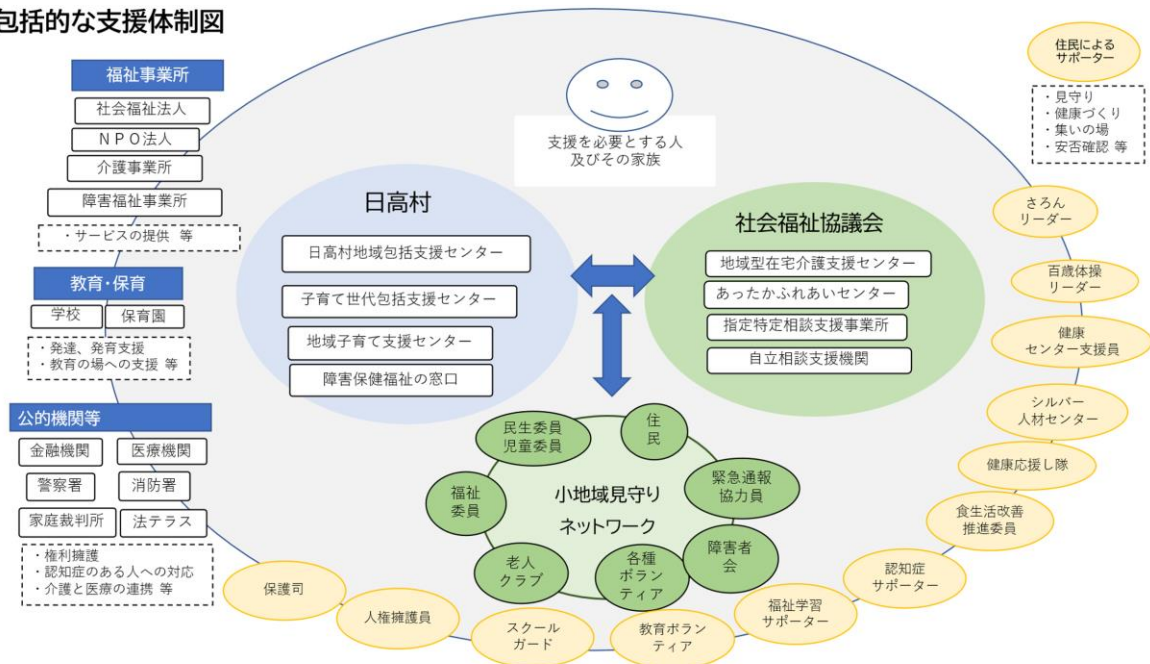 包括的な支援体制図
福祉事業所
社会福祉法人
ＮＰＯ法人
介護事業所
障害福祉事業所
・サービスの提供 等
教育・保育
学校
保育園
・発達、発育支援
・教育の場への支援 等
公的機関等
金融機関
医療機関
警察署
消防署
家庭裁判所
法テラス
・権利擁護
・認知症のある人への対応
・介護と医療の連携 等
支援を必要とする人
及びその家族
日高村
日高村地域包括支援センター
子育て世代包括支援センター
地域子育て支援センター
障害保健福祉の窓口
社会福祉協議会
地域型在宅介護支援センター
あったかふれあいセンター
指定特定相談支援事業所
自立相談支援機関
小地域見守り
ネットワーク
民生委員
児童委員
住
民
福祉
委員
緊急通報
協力員
老人
クラブ
各種
ボラン
ティア
障害者
会
住民による
サポーター
・見守り
・健康づくり
・集いの場
・安否確認 等
さろん
リーダー
百歳体操
リーダー
健康
センター支援員
シルバー
人材センター
健康応援し隊
食生活改善
推進委員
認知症
サポーター
福祉学習
サポーター
教育ボラン
ティア
スクール
ガード
人権擁護員
保護司